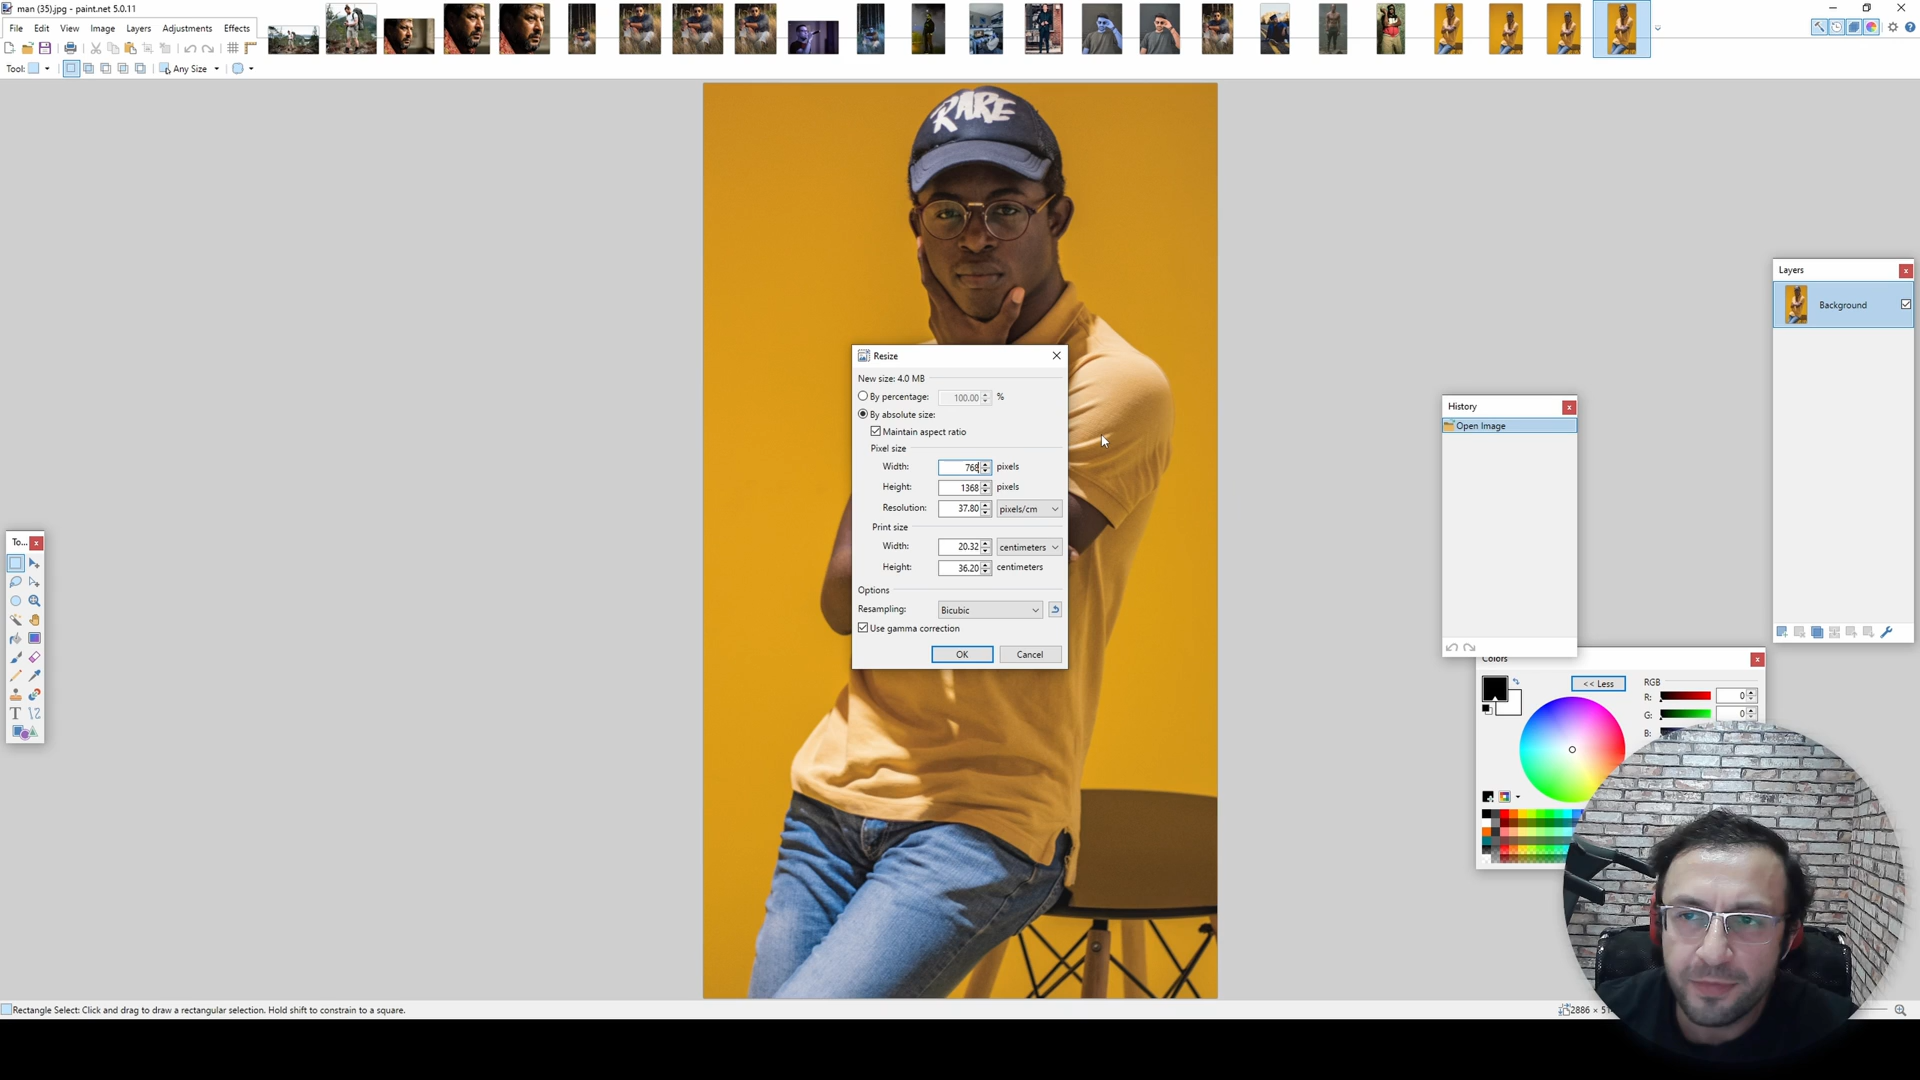 man (35).jpg - paint.net 5.0.11
File Edit View Image Layers Adjustments Effects
Tool: Any Size
RARE
Resize
New size: 4.0 MB
By percentage: 100.00 %
By absolute size:
Maintain aspect ratio
Pixel size
Width: 768 pixels
Height: 1368 pixels
Resolution: 37.80 pixels/cm
Print size
Width: 20.32 centimeters
Height: 36.20 centimeters
Options
Resampling: Bicubic
Use gamma correction
OK Cancel
To...
Layers
Background
History
Open Image
Colors
<< Less RGB
R: 0
G: 0
B:
Rectangle Select: Click and drag to draw a rectangular selection. Hold shift to constrain to a square.
2886 ×